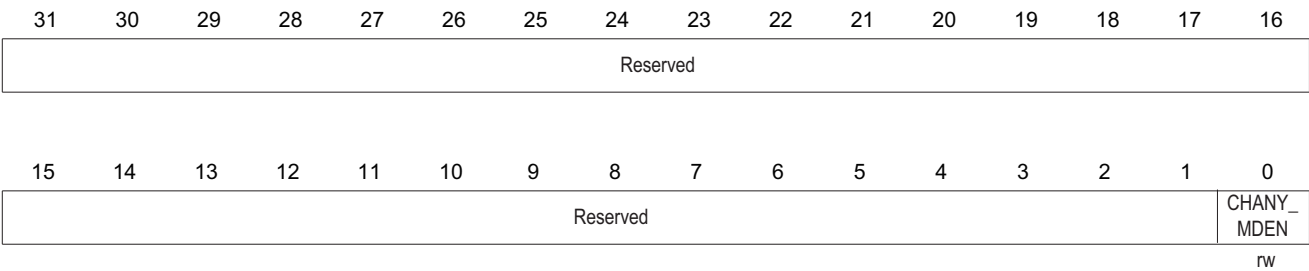 31 30 29 28 27 26 25 24 23 22 21 20 19 18 17 16
Reserved
15 14 13 12 11 10 9 8 7 6 5 4 3 2 1 0
Reserved
CHANY_
MDEN
rw